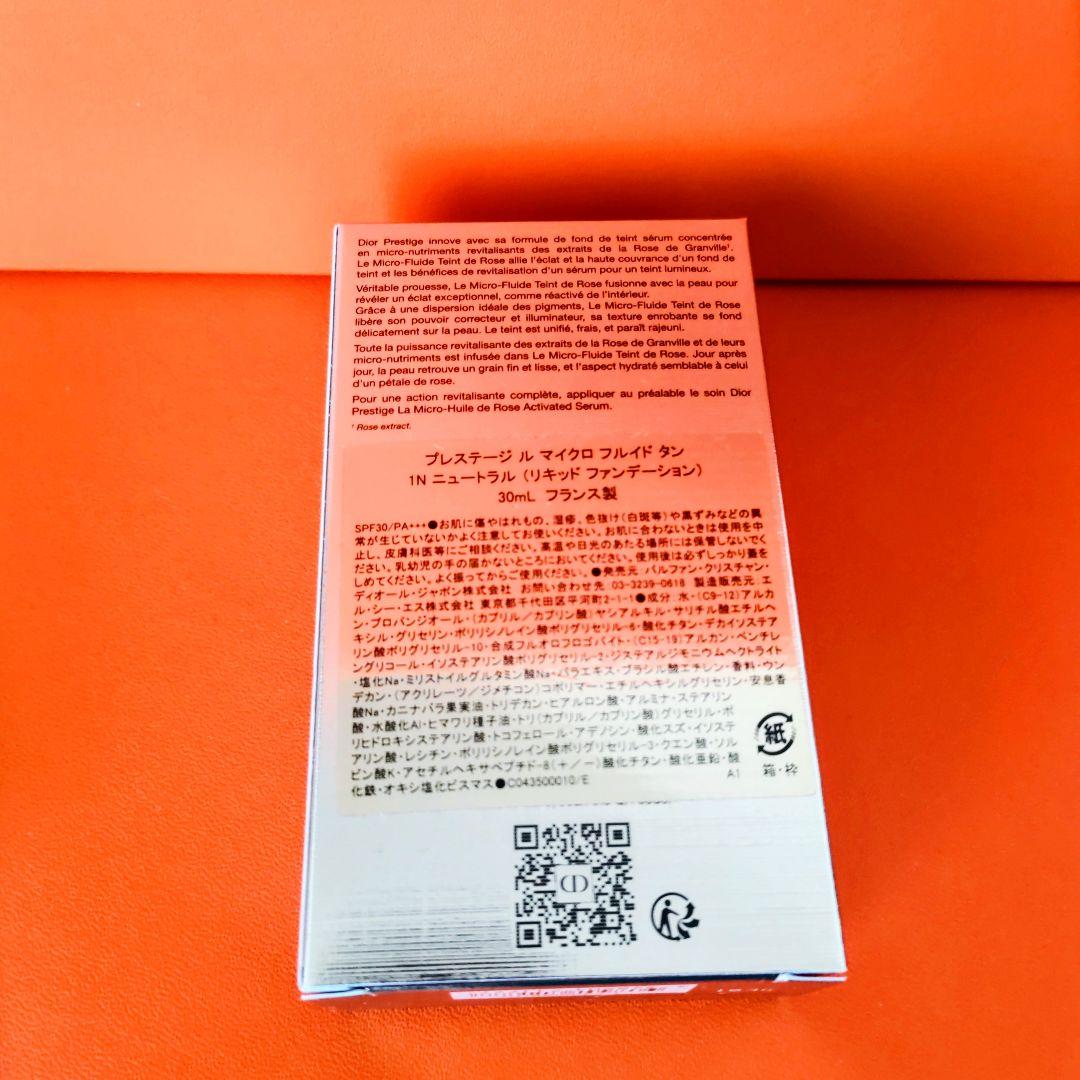 Dior Prestige innove avec sa formule de fond de teint sérum concentrée
en micro-nutriments revitalisants des extraits de la Rose de Granville¹.
Le Micro-Fluide Teint de Rose allie l'éclat et la haute couvrance d'un fond de
teint et les bénéfices de revitalisation d'un sérum pour un teint lumineux.
Véritable prouesse, Le Micro-Fluide Teint de Rose fusionne avec la peau pour
révéler un éclat exceptionnel, comme réactivé de l'intérieur.
Grâce à une dispersion idéale des pigments, Le Micro-Fluide Teint de Rose
libère son pouvoir correcteur et illuminateur, sa texture enrobante se fond
délicatement sur la peau. Le teint est unifié, frais, et paraît rajeuni.
Toute la puissance revitalisante des extraits de la Rose de Granville et de leurs
micro-nutriments est infusée dans Le Micro-Fluide Teint de Rose. Jour après
jour, la peau retrouve un grain fin et lisse, et l'aspect hydraté semblable à celui
d'un pétale de rose.
Pour une action revitalisante complète, appliquer au préalable le soin Dior
Prestige La Micro-Huile de Rose Activated Serum.
¹ Rose extract.
プレステージ ル マイクロ フルイド タン
1N ニュートラル (リキッド ファンデーション)
30mL フランス製
SPF30/PA+++●お肌に傷やはれもの、湿疹、色抜け(白斑等)や黒ずみなどの異
常が生じていないかよく注意してお使いください。お肌に合わないときは使用を中
止し、皮膚科医等にご相談ください。高温や日光のあたる場所には保管しないでく
ださい。乳幼児の手の届かないところにおいてください。使用後は必ずしっかり蓋を
しめてください。よく振ってからご使用ください。●発売元:パルファン・クリスチャン・
ディオール・ジャポン株式会社 お問い合わせ先 03-3239-0618 製造販売元:エ
ル・シー・エス株式会社 東京都千代田区平河町2-1-1●成分:水・(C9-12)アルカ
ン・プロパンジオール・(カプリル/カプリン酸)ヤシアルキル・サリチル酸エチルヘ
キシル・グリセリン・ポリリシノレイン酸ポリグリセリル-6・酸化チタン・デカイソステア
リン酸ポリグリセリル-10・合成フルオロフロゴパイト・(C15-19)アルカン・ペンチレ
ングリコール・イソステアリン酸ポリグリセリル-2・ジステアルジモニウムヘクトライト
・塩化Na・ミリストイルグルタミン酸Na・バラエキス・ブラシル酸エチレン・香料・ウン
デカン・(アクリレーツ/ジメチコン)コポリマー・エチルヘキシルグリセリン・安息香
酸Na・カニナバラ果実油・トリデカン・ヒアルロン酸・アルミナ・ステアリン
酸・水酸化Al・ヒマワリ種子油・トリ(カプリル/カプリン酸)グリセリル・ポ
リヒドロキシステアリン酸・トコフェロール・アデノシン・酸化スズ・イソステ
アリン酸・レシチン・ポリリシノレイン酸ポリグリセリル-3・クエン酸・ソル
ビン酸K・アセチルヘキサペプチド-8(+/-)酸化チタン・酸化亜鉛・酸
化鉄・オキシ塩化ビスマス●C043500010/E
A1
紙
箱・枠
CD